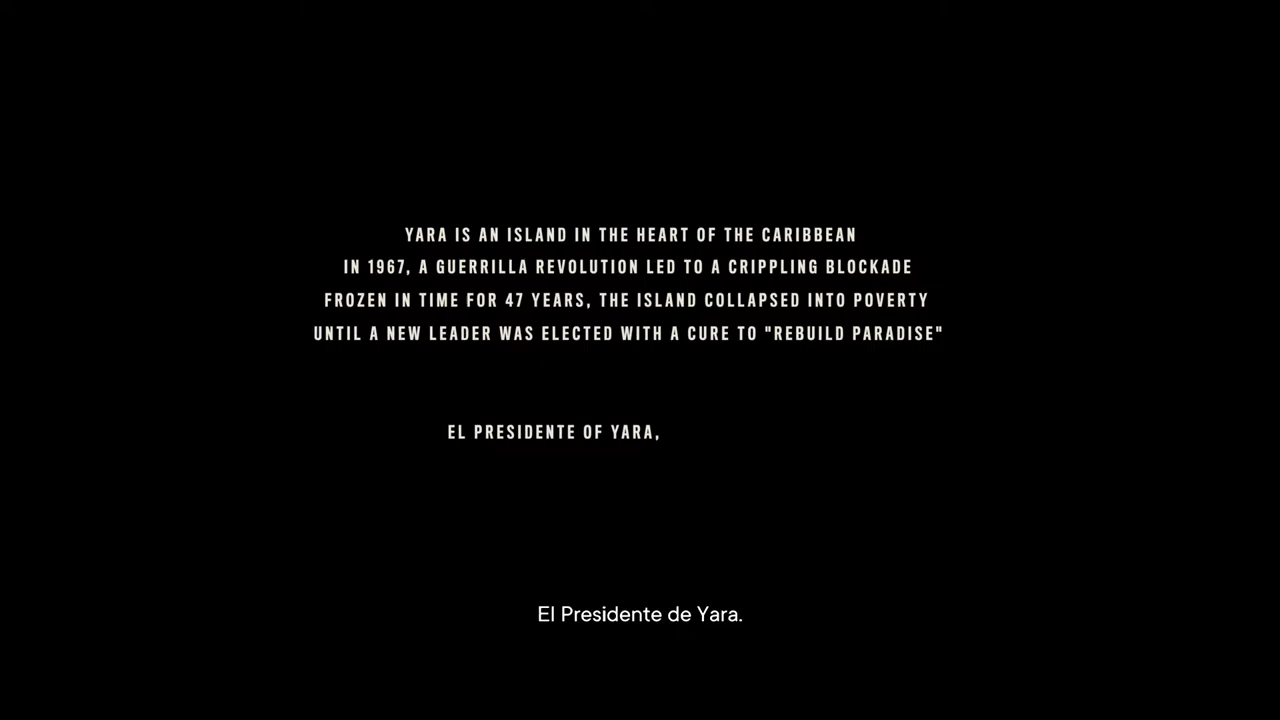 YARA IS AN ISLAND IN THE HEART OF THE CARIBBEAN
IN 1967, A GUERRILLA REVOLUTION LED TO A CRIPPLING BLOCKADE
FROZEN IN TIME FOR 47 YEARS, THE ISLAND COLLAPSED INTO POVERTY
UNTIL A NEW LEADER WAS ELECTED WITH A CURE TO "REBUILD PARADISE"
EL PRESIDENTE OF YARA,
El Presidente de Yara.